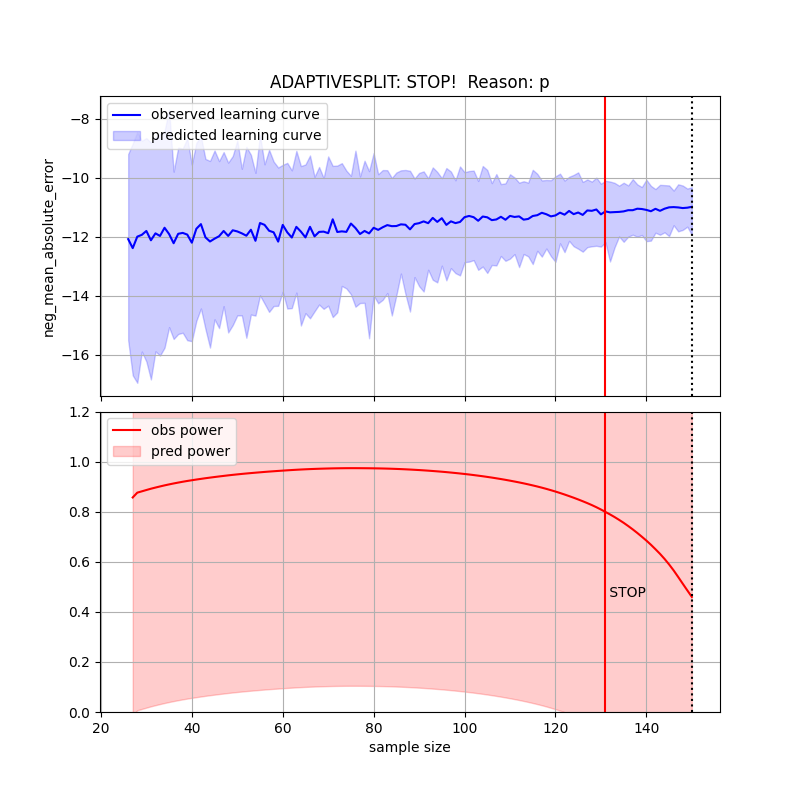 ADAPTIVESPLIT: STOP!  Reason: p
observed learning curve
predicted learning curve
neg_mean_absolute_error
−8
−10
−12
−14
−16
obs power
pred power
1.2
1.0
0.8
0.6
0.4
0.2
0.0
STOP
20 40 60 80 100 120 140
sample size